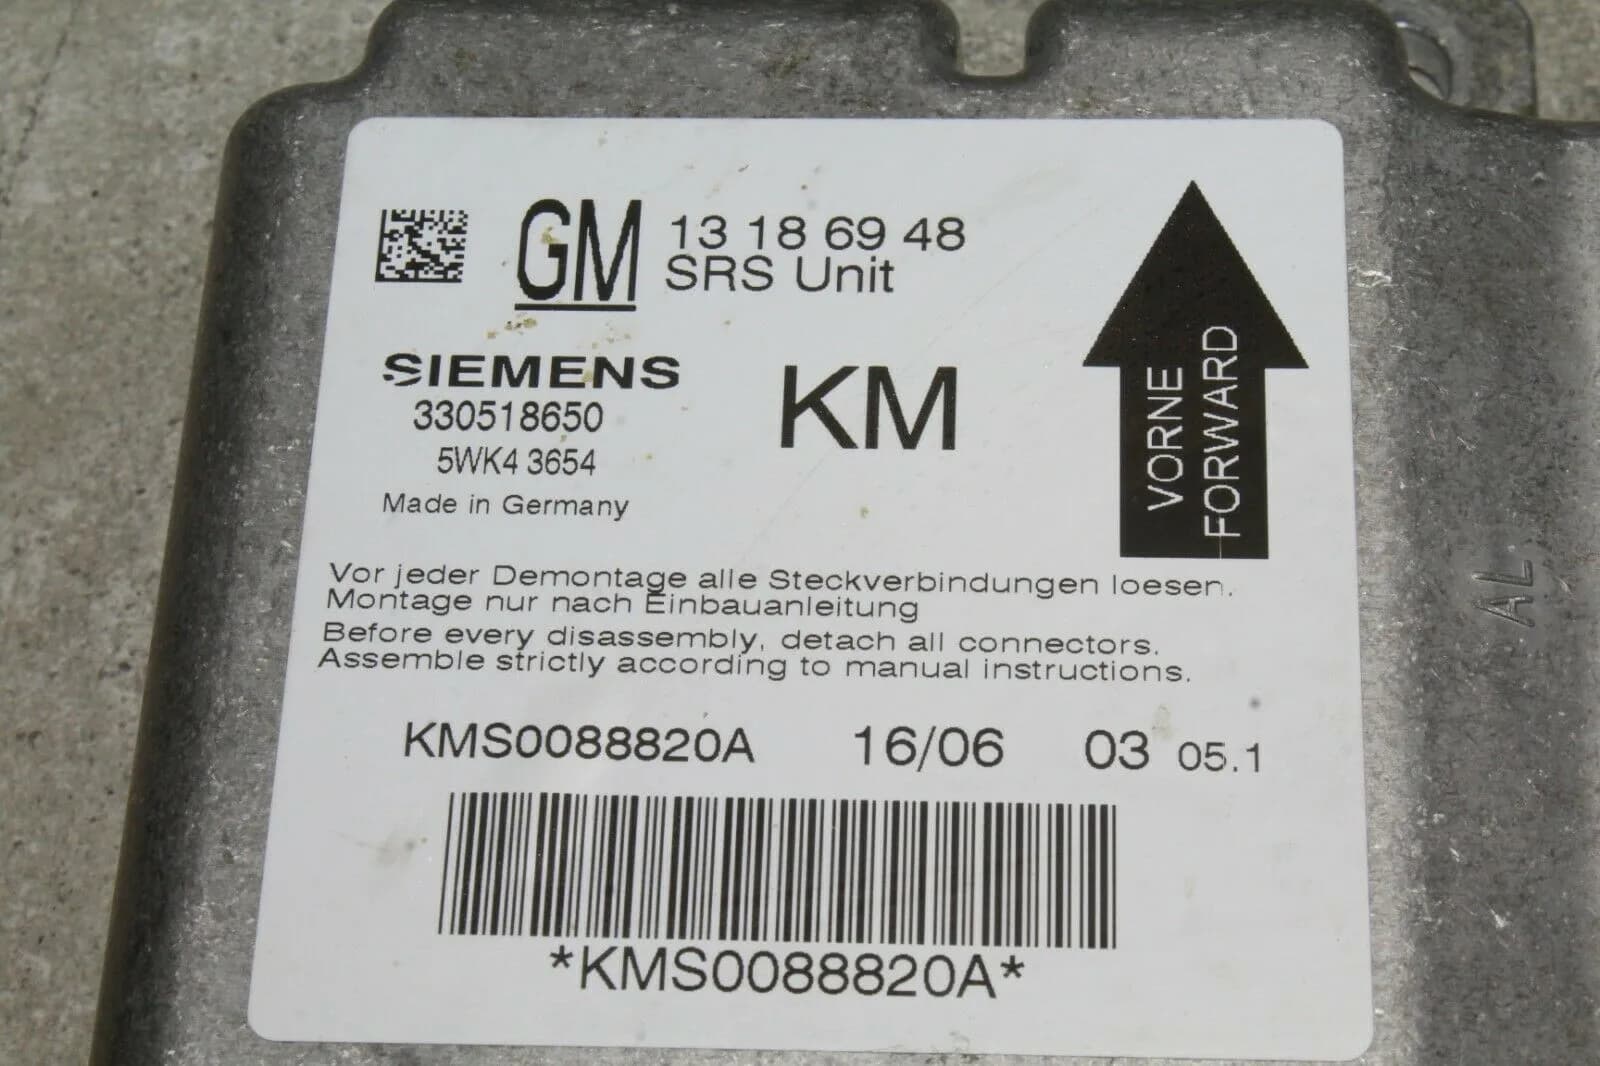 GM 13 18 69 48
SRS Unit
SIEMENS
330518650
5WK4 3654
Made in Germany
KM
VORNE
FORWARD
Vor jeder Demontage alle Steckverbindungen loesen.
Montage nur nach Einbauanleitung
Before every disassembly, detach all connectors.
Assemble strictly according to manual instructions.
KMS0088820A 16/06 03 05.1
*KMS0088820A*
AL